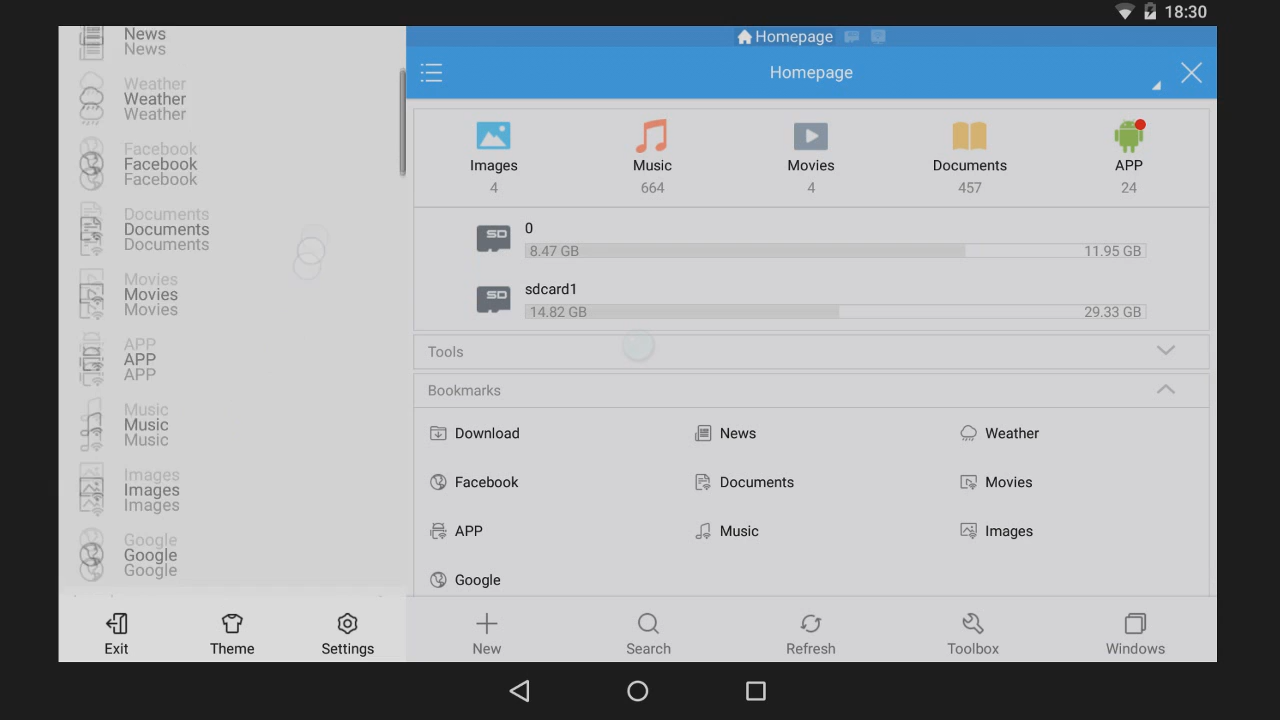 18:30
News
News
Weather
Weather
Weather
Facebook
Facebook
Facebook
Documents
Documents
Documents
Movies
Movies
Movies
APP
APP
APP
Music
Music
Music
Images
Images
Images
Google
Google
Google
Exit
Theme
Settings
Homepage
Homepage
Images
Music
Movies
Documents
APP
4
664
4
457
24
SD
0
8.47 GB
11.95 GB
SD
sdcard1
14.82 GB
29.33 GB
Tools
Bookmarks
Download
News
Weather
Facebook
Documents
Movies
APP
Music
Images
Google
New
Search
Refresh
Toolbox
Windows